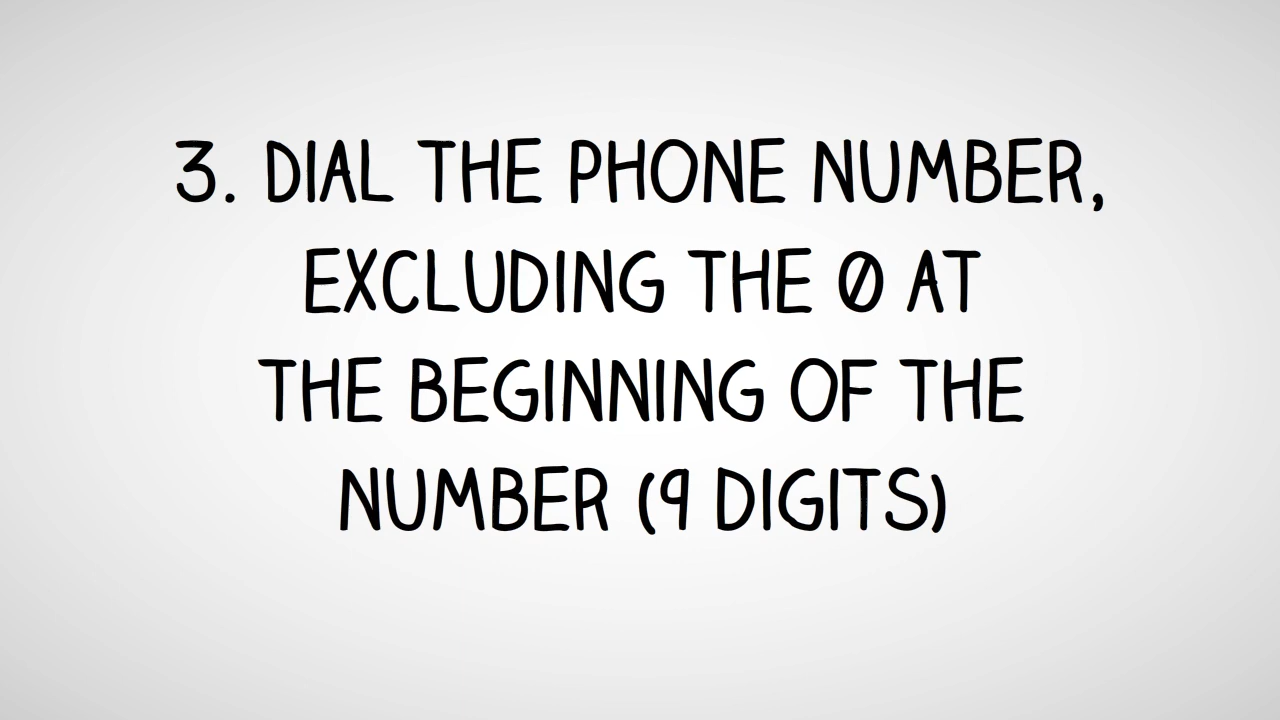 3. DIAL THE PHONE NUMBER,
EXCLUDING THE 0 AT
THE BEGINNING OF THE
NUMBER (9 DIGITS)